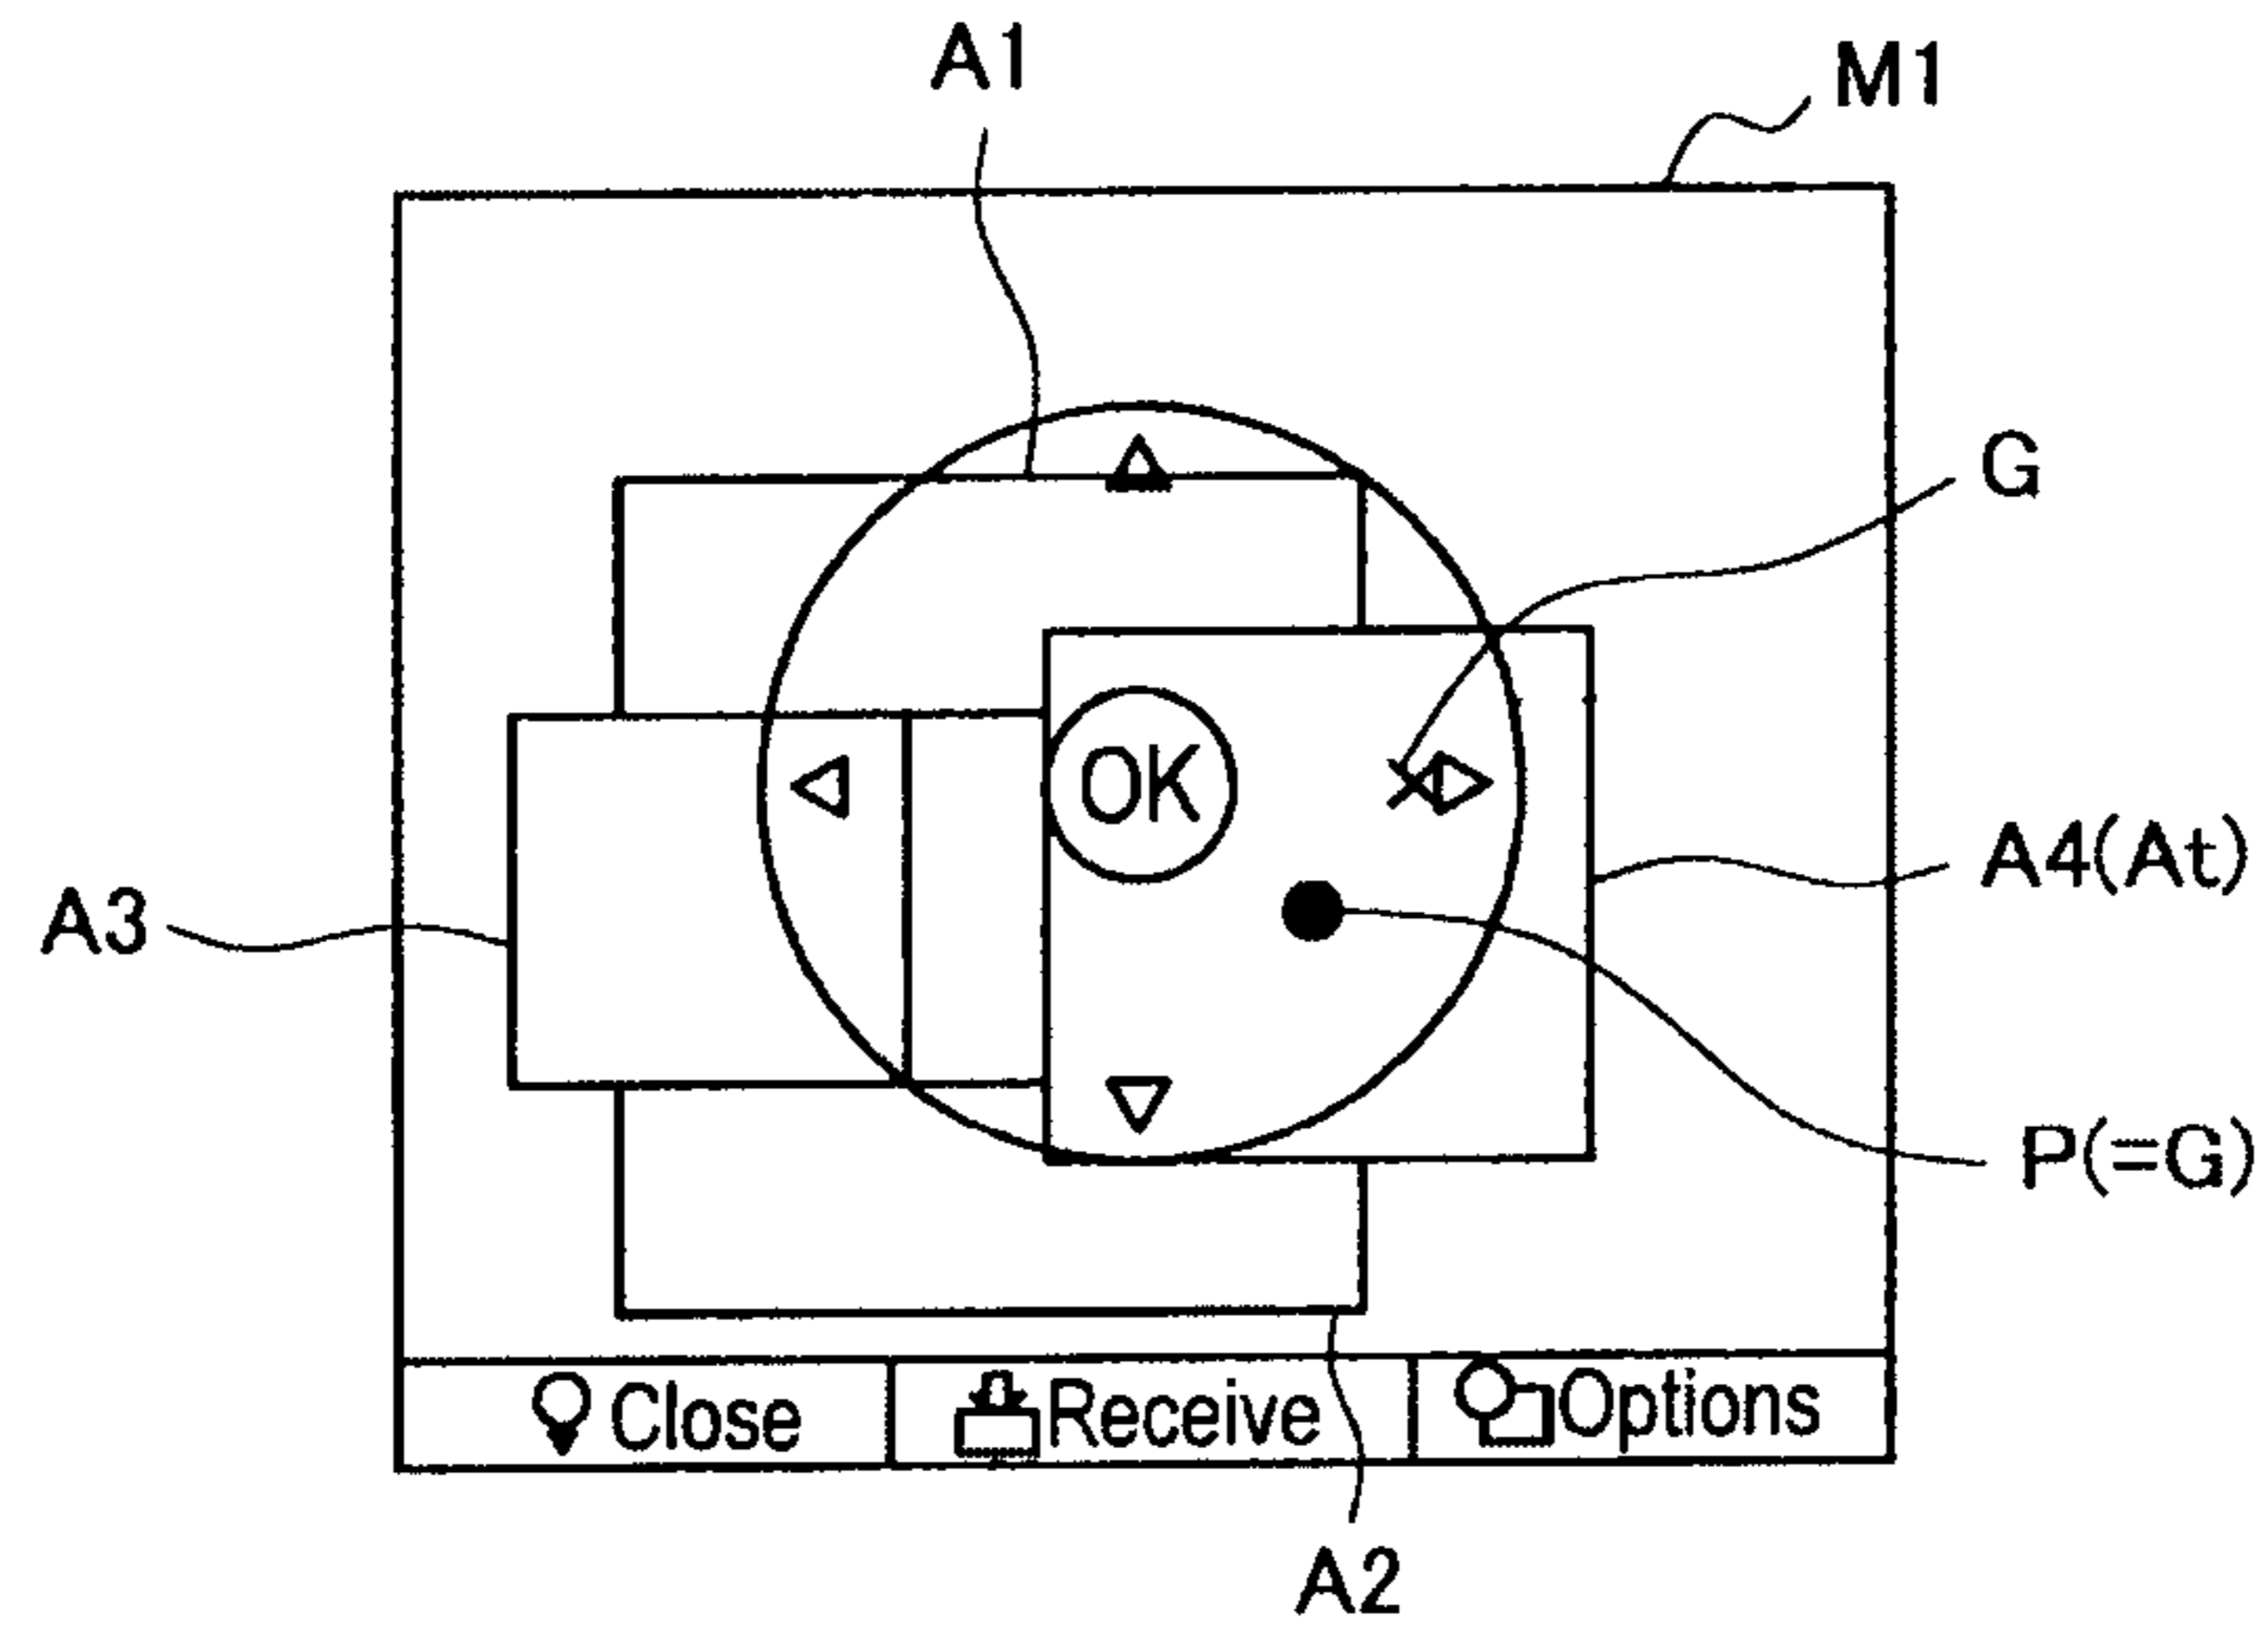 A1
M1
G
OK
A4(At)
A3
P(=G)
Close
Receive
Options
A2